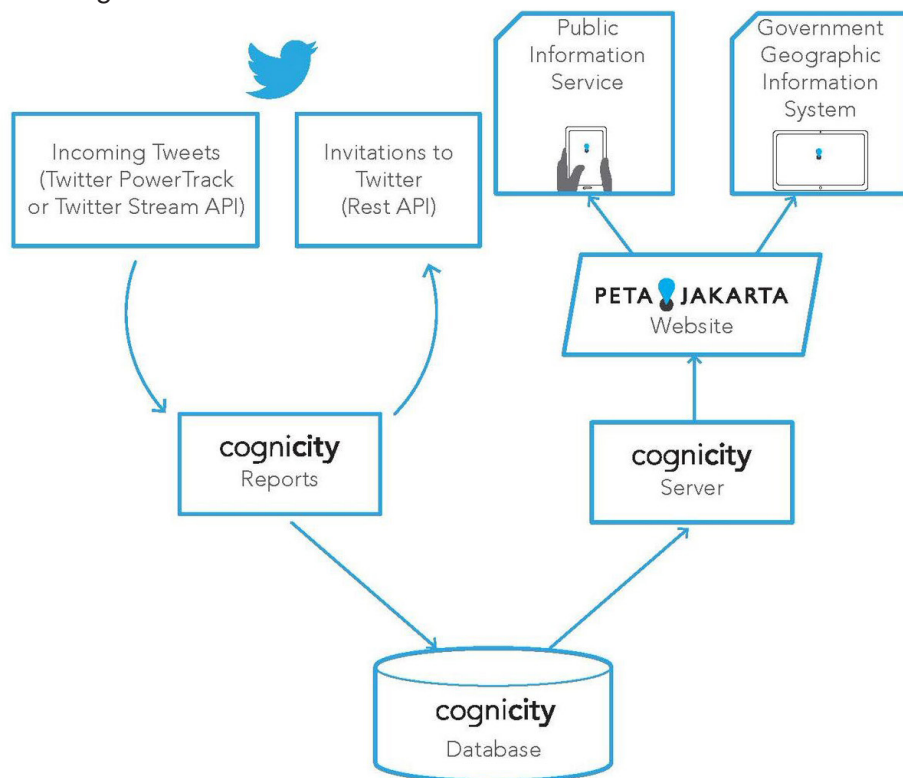 Incoming Tweets
(Twitter PowerTrack
or Twitter Stream API)
Invitations to
Twitter
(Rest API)
Public
Information
Service
Government
Geographic
Information
System
PETA JAKARTA
Website
cognicity
Reports
cognicity
Server
cognicity
Database